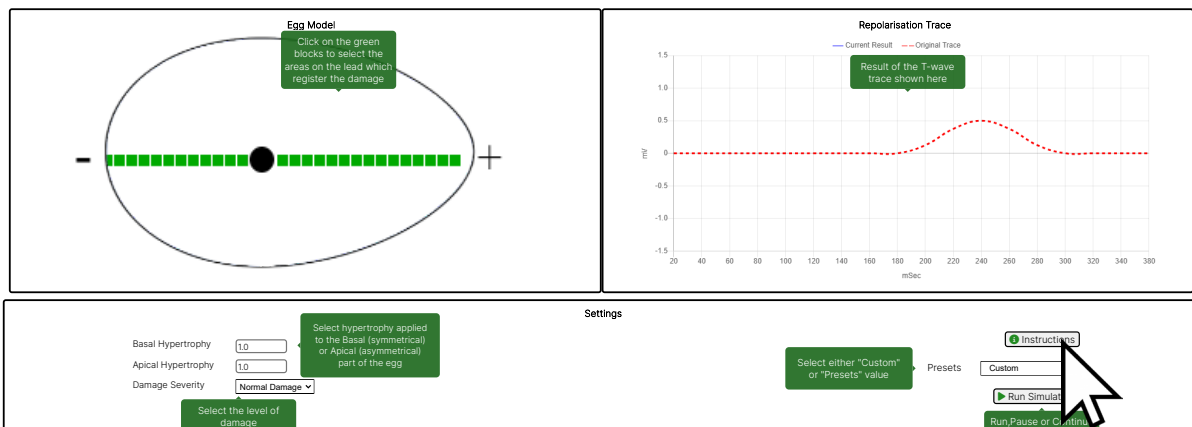 Egg Model
Click on the green
blocks to select the
areas on the lead which
register the damage
-
+
Repolarisation Trace
Current Result
Original Trace
Result of the T-wave
trace shown here
1.5
1.0
0.5
0
-0.5
-1.0
-1.5
20 40 60 80 100 120 140 160 180 200 220 240 260 280 300 320 340 360 380
mSec
Settings
Basal Hypertrophy 1.0
Apical Hypertrophy 1.0
Damage Severity Normal Damage
Select hypertrophy applied
to the Basal (symmetrical)
or Apical (asymmetrical)
part of the egg
Select the level of
damage
Instructions
Select either "Custom"
or "Presets" value
Presets Custom
Run
Run,Pause or